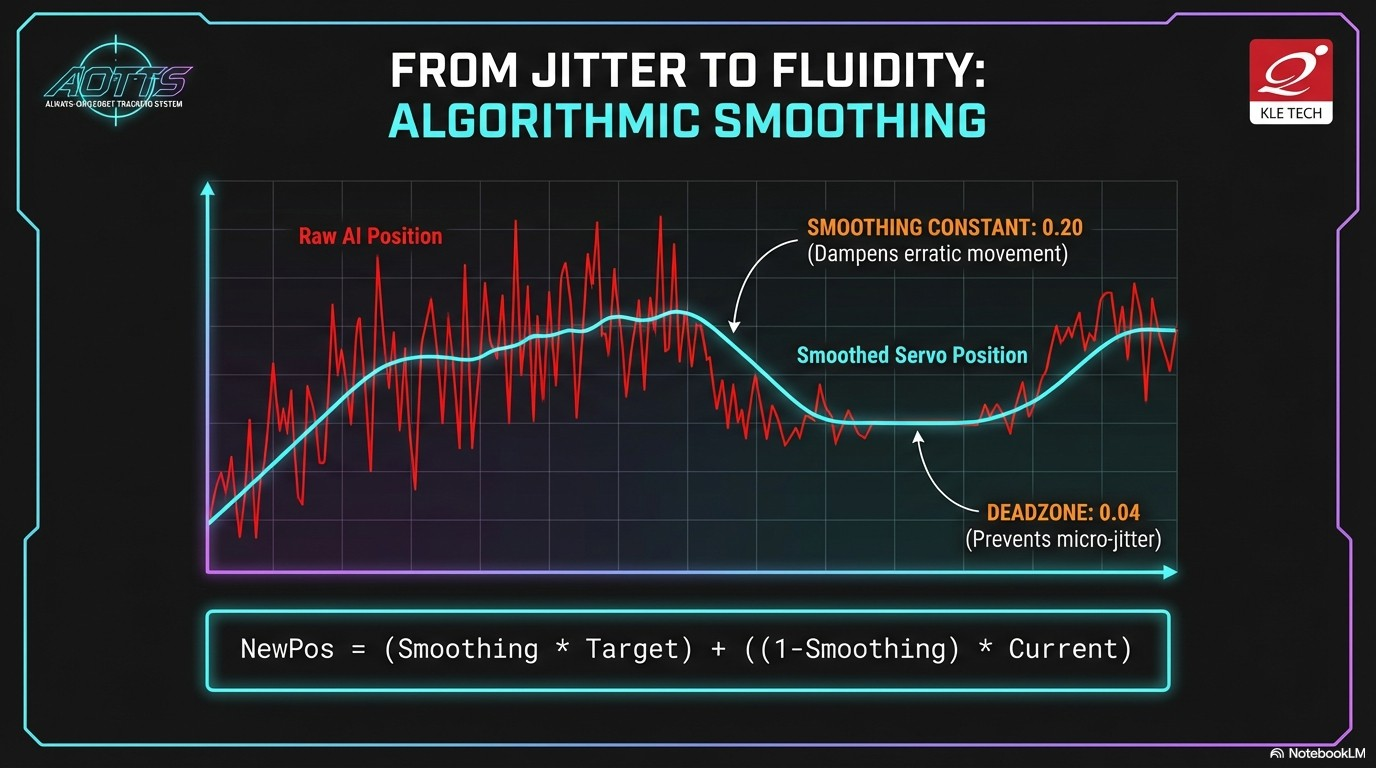 AOTTS
FROM JITTER TO FLUIDITY:
ALGORITHMIC SMOOTHING
KLE TECH
Raw AI Position
SMOOTHING CONSTANT: 0.20
(Dampens erratic movement)
Smoothed Servo Position
DEADZONE: 0.04
(Prevents micro-jitter)
NewPos = (Smoothing * Target) + ((1-Smoothing) * Current)
NotebookLM